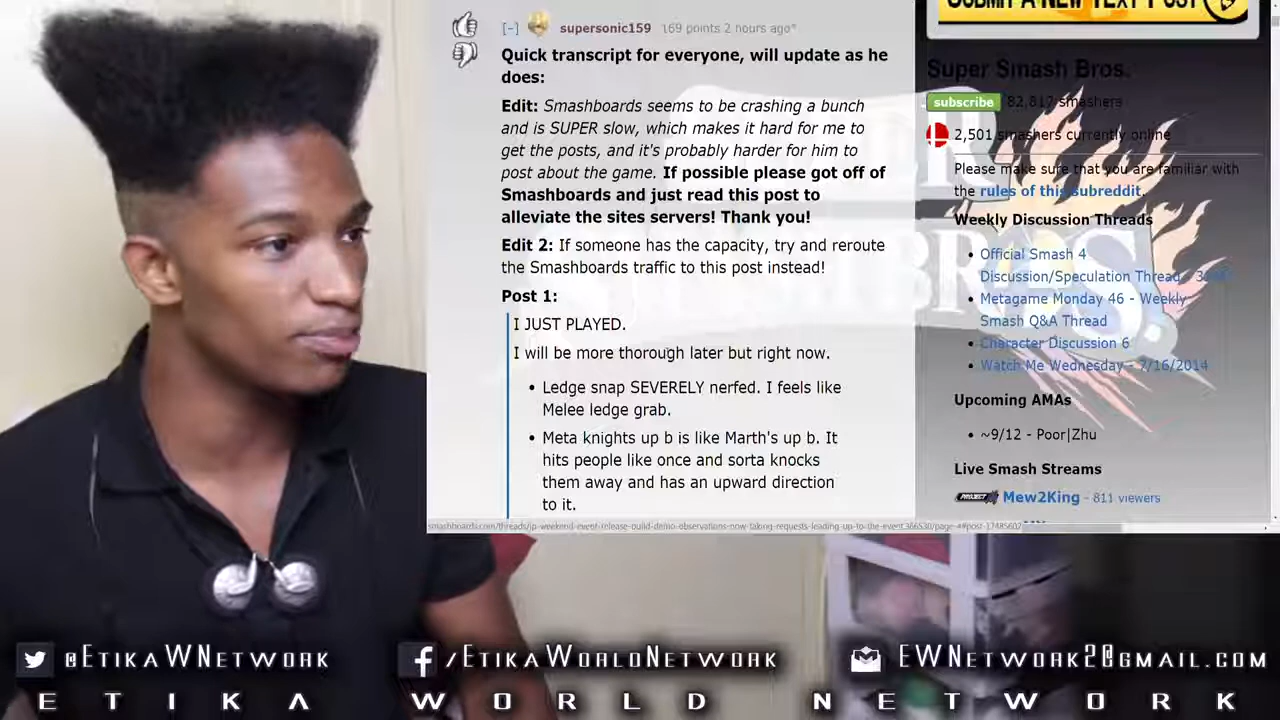 SUBMIT A NEW TEXT POST
[-] supersonic159 169 points 2 hours ago*
Quick transcript for everyone, will update as he
does:
Edit: Smashboards seems to be crashing a bunch
and is SUPER slow, which makes it hard for me to
get the posts, and it's probably harder for him to
post about the game. If possible please got off of
Smashboards and just read this post to
alleviate the sites servers! Thank you!
Edit 2: If someone has the capacity, try and reroute
the Smashboards traffic to this post instead!
Post 1:
I JUST PLAYED.
I will be more thorough later but right now.
• Ledge snap SEVERELY nerfed. I feels like
Melee ledge grab.
• Meta knights up b is like Marth's up b. It
hits people like once and sorta knocks
them away and has an upward direction
to it.
Super Smash Bros.
subscribe 82,817 smashers
2,501 smashers currently online
Please make sure that you are familiar with
the rules of this subreddit.
Weekly Discussion Threads
• Official Smash 4
Discussion/Speculation Thread -
• Metagame Monday 46 - Weekly
Smash Q&A Thread
• Character Discussion 6
• Watch Me Wednesday - 7/16/2014
Upcoming AMAs
• ~9/12 - Poor|Zhu
Live Smash Streams
Mew2King - 811 viewers
@EtikaWNetwork
/EtikaWorldNetwork
EWNetwork2@gmail.com
ETIKA WORLD NETWORK